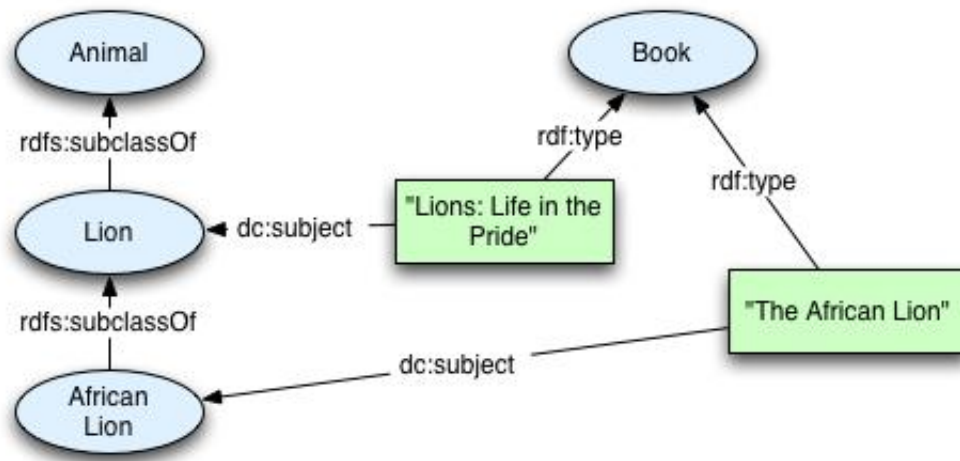 Animal
Book
rdfs:subclassOf
rdf:type
rdf:type
"Lions: Life in the
Pride"
Lion
dc:subject
"The African Lion"
rdfs:subclassOf
dc:subject
African
Lion